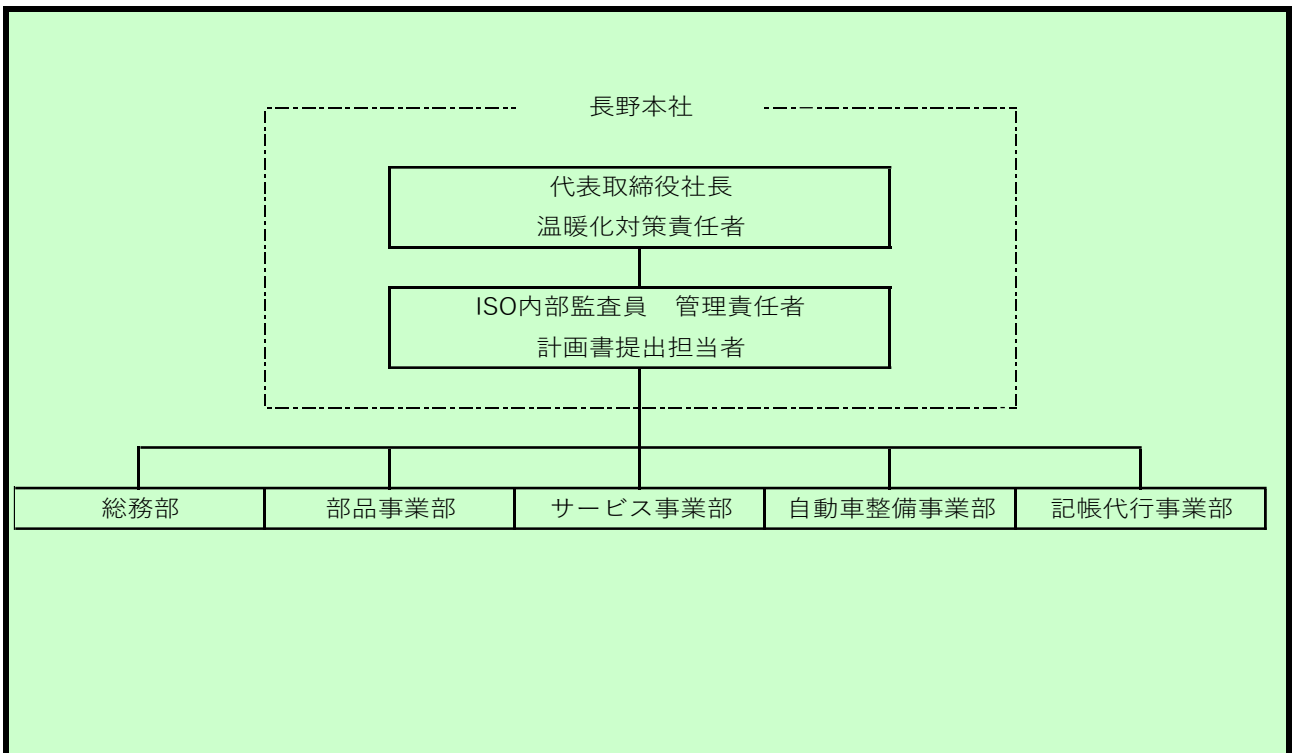 長野本社
代表取締役社長
温暖化対策責任者
ISO内部監査員　管理責任者
計画書提出担当者
総務部
部品事業部
サービス事業部
自動車整備事業部
記帳代行事業部